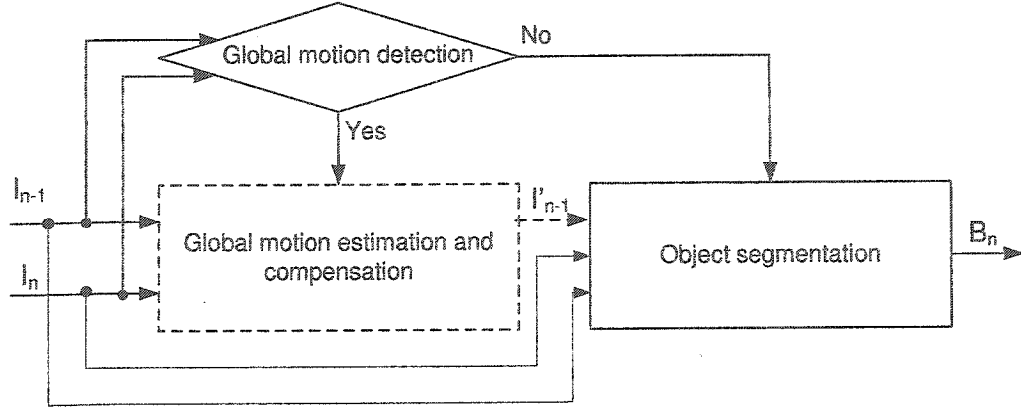 Global motion detection
No
Yes
I_{n-1}
I'_{n-1}
Global motion estimation and
compensation
Object segmentation
B_n
I_n